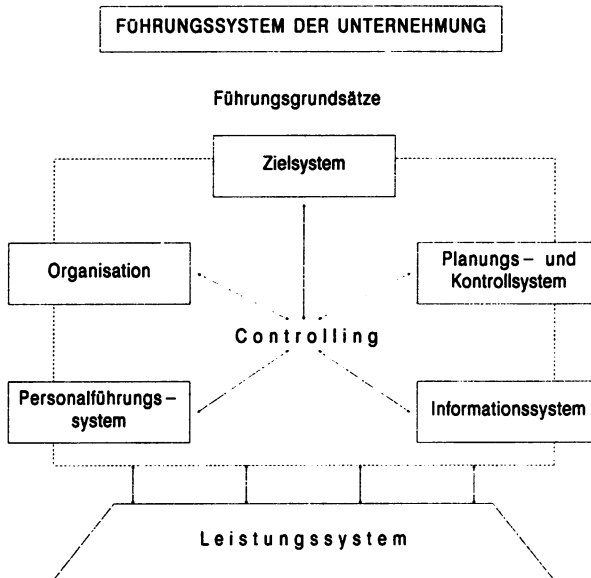 FÜHRUNGSSYSTEM DER UNTERNEHMUNG
Führungsgrundsätze
Zielsystem
Organisation
Planungs- und
Kontrollsystem
Controlling
Personalführungs-
system
Informationssystem
Leistungssystem